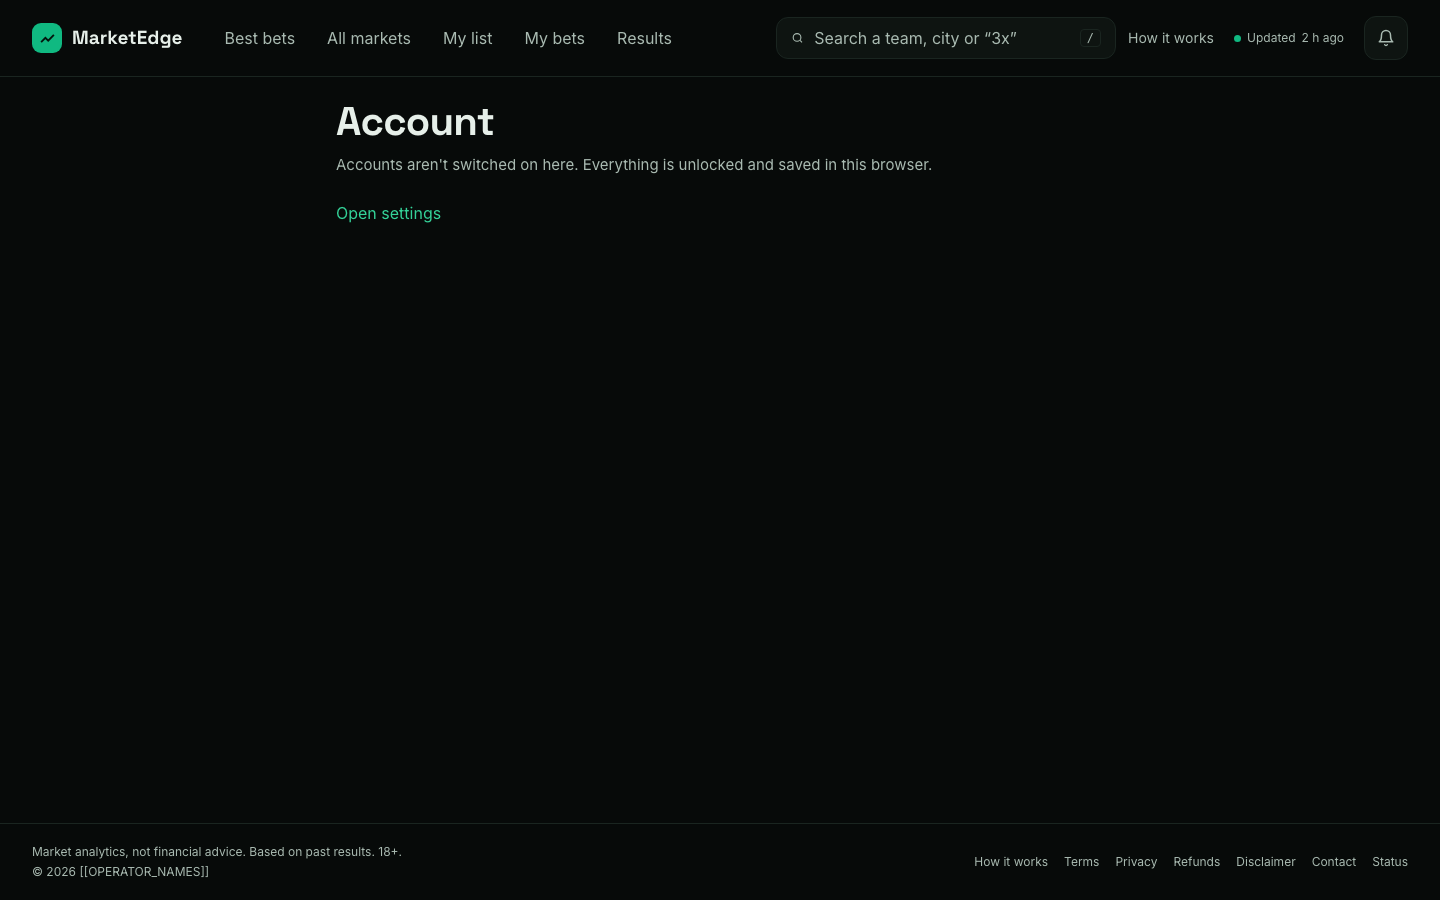 MarketEdge
Best bets
All markets
My list
My bets
Results
Search a team, city or “3x”
/
How it works
Updated 2 h ago
Account
Accounts aren't switched on here. Everything is unlocked and saved in this browser.
Open settings
Market analytics, not financial advice. Based on past results. 18+.
© 2026 [[OPERATOR_NAMES]]
How it works
Terms
Privacy
Refunds
Disclaimer
Contact
Status